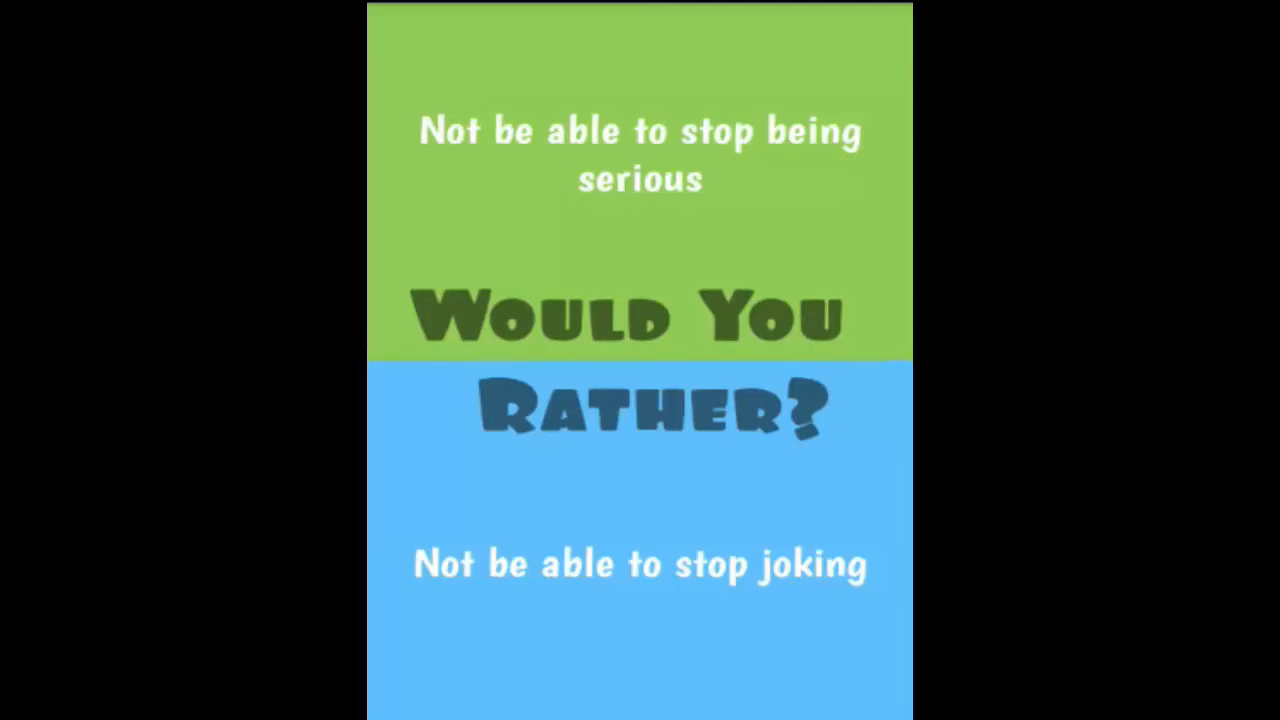 Not be able to stop being
serious
Would You
Rather?
Not be able to stop joking